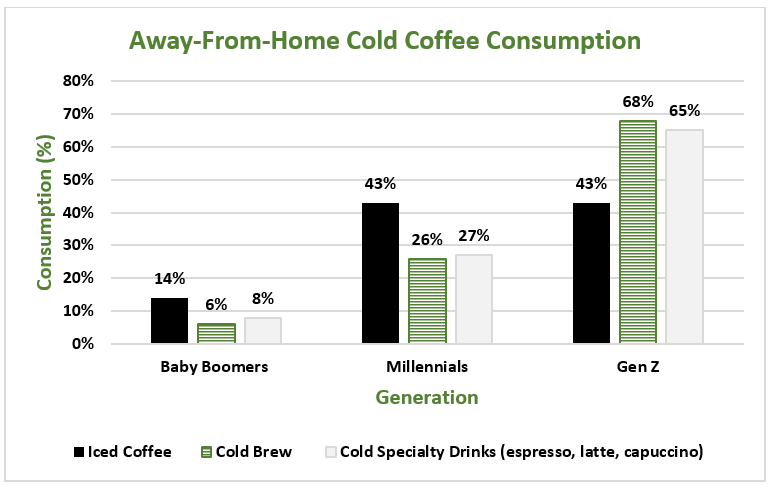 Away-From-Home Cold Coffee Consumption
Consumption (%)
80%
70%
60%
50%
40%
30%
20%
10%
0%
14%
6%
8%
43%
26%
27%
43%
68%
65%
Baby Boomers
Millennials
Gen Z
Generation
Iced Coffee
Cold Brew
Cold Specialty Drinks (espresso, latte, capuccino)